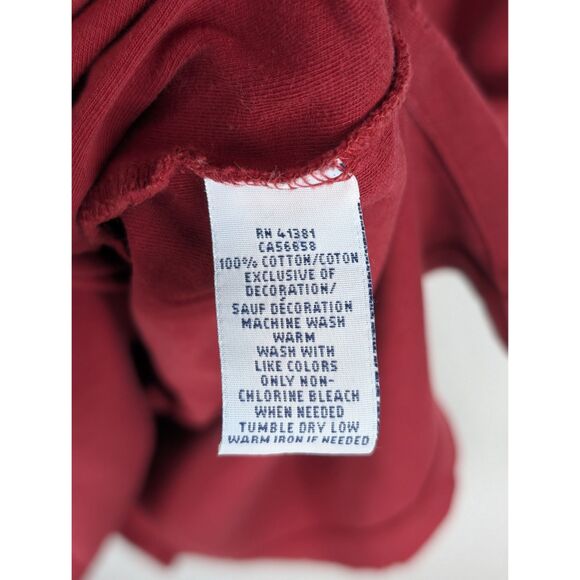 RN 41381
CA56858
100% COTTON/COTON
EXCLUSIVE OF
DECORATION/
SAUF DÉCORATION
MACHINE WASH
WARM
WASH WITH
LIKE COLORS
ONLY NON-
CHLORINE BLEACH
WHEN NEEDED
TUMBLE DRY LOW
WARM IRON IF NEEDED